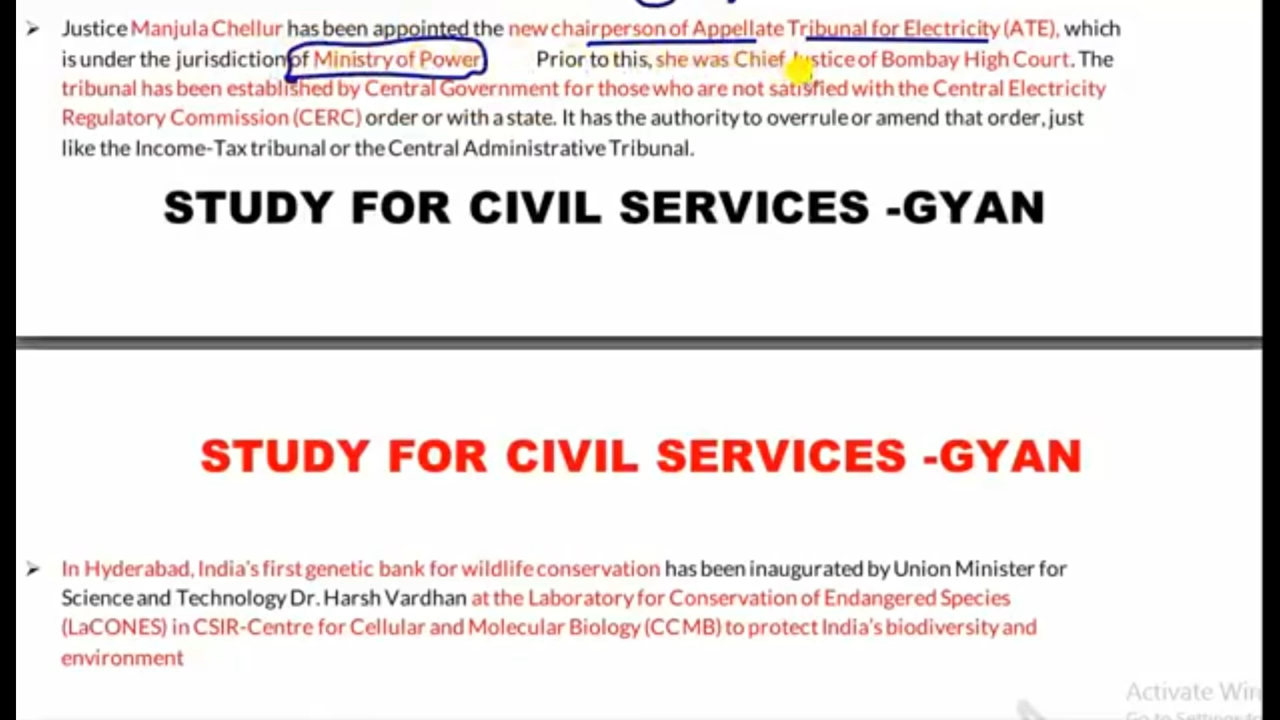 ➤ Justice Manjula Chellur has been appointed the new chairperson of Appellate Tribunal for Electricity (ATE), which
is under the jurisdiction of Ministry of Power Prior to this, she was Chief Justice of Bombay High Court. The
tribunal has been established by Central Government for those who are not satisfied with the Central Electricity
Regulatory Commission (CERC) order or with a state. It has the authority to overrule or amend that order, just
like the Income-Tax tribunal or the Central Administrative Tribunal.
STUDY FOR CIVIL SERVICES -GYAN
STUDY FOR CIVIL SERVICES -GYAN
➤ In Hyderabad, India's first genetic bank for wildlife conservation has been inaugurated by Union Minister for
Science and Technology Dr. Harsh Vardhan at the Laboratory for Conservation of Endangered Species
(LaCONES) in CSIR-Centre for Cellular and Molecular Biology (CCMB) to protect India's biodiversity and
environment
Activate Win
Go to Settings to